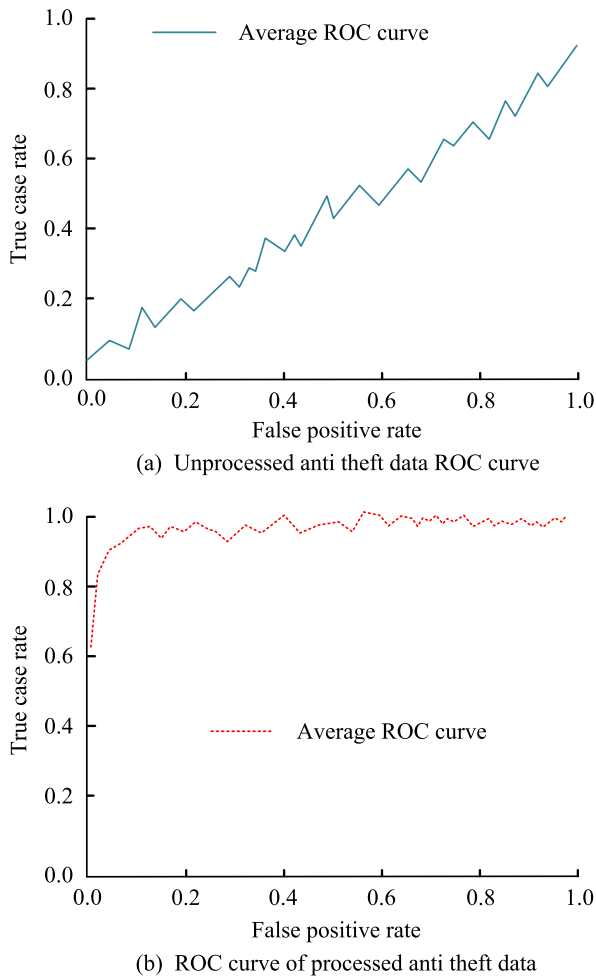 1.0
Average ROC curve
0.8
0.6
True case rate
0.4
0.2
0.0
0.0 0.2 0.4 0.6 0.8 1.0
False positive rate
(a) Unprocessed anti theft data ROC curve
1.0
0.8
0.6
True case rate
Average ROC curve
0.4
0.2
0.0
0.0 0.2 0.4 0.6 0.8 1.0
False positive rate
(b) ROC curve of processed anti theft data